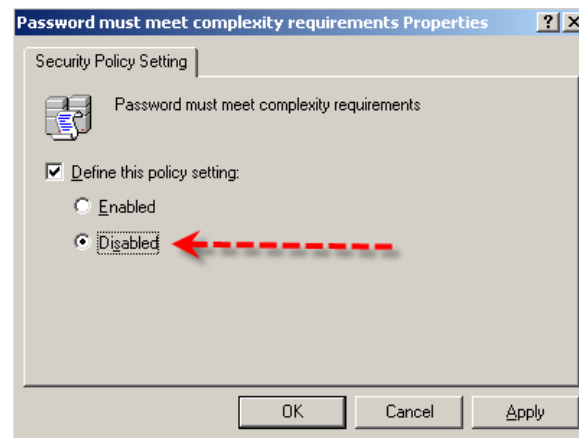 Password must meet complexity requirements Properties
Security Policy Setting
Password must meet complexity requirements
Define this policy setting:
Enabled
Disabled
OK Cancel Apply